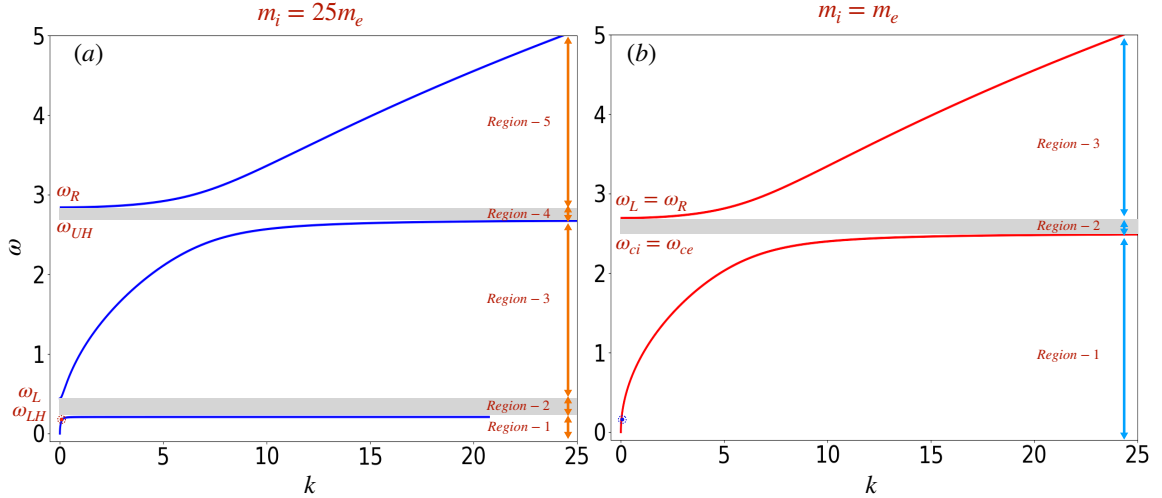 m_i = 25m_e
(a)
ω_R
ω_UH
ω_L
ω_LH
Region − 5
Region − 4
Region − 3
Region − 2
Region − 1
5
4
3
2
1
0
ω
0 5 10 15 20 25
k
m_i = m_e
(b)
ω_L = ω_R
ω_ci = ω_ce
Region − 3
Region − 2
Region − 1
5
4
3
2
1
0
0 5 10 15 20 25
k